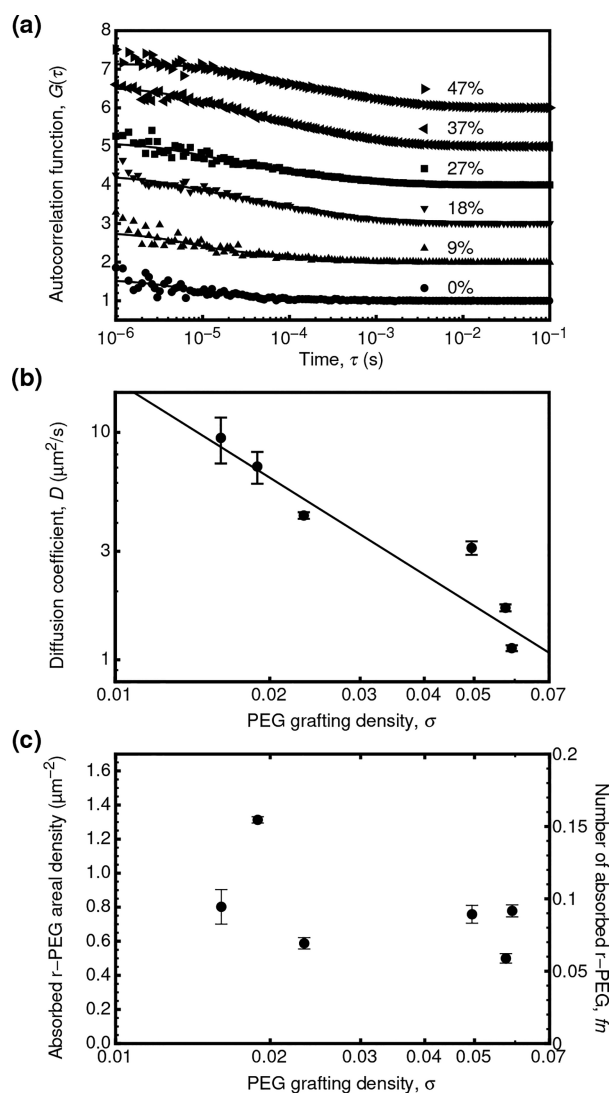 (a)
8
7
6
5
4
3
2
1
Autocorrelation function, G(τ)
47%
37%
27%
18%
9%
0%
10⁻⁶ 10⁻⁵ 10⁻⁴ 10⁻³ 10⁻² 10⁻¹
Time, τ (s)
(b)
10
3
1
Diffusion coefficient, D (μm²/s)
0.01 0.02 0.03 0.04 0.05 0.07
PEG grafting density, σ
(c)
1.6
1.4
1.2
1.0
0.8
0.6
0.4
0.2
0.0
Absorbed r−PEG areal density (μm⁻²)
0.2
0.15
0.1
0.05
0
Number of absorbed r−PEG, fn
0.01 0.02 0.03 0.04 0.05 0.07
PEG grafting density, σ